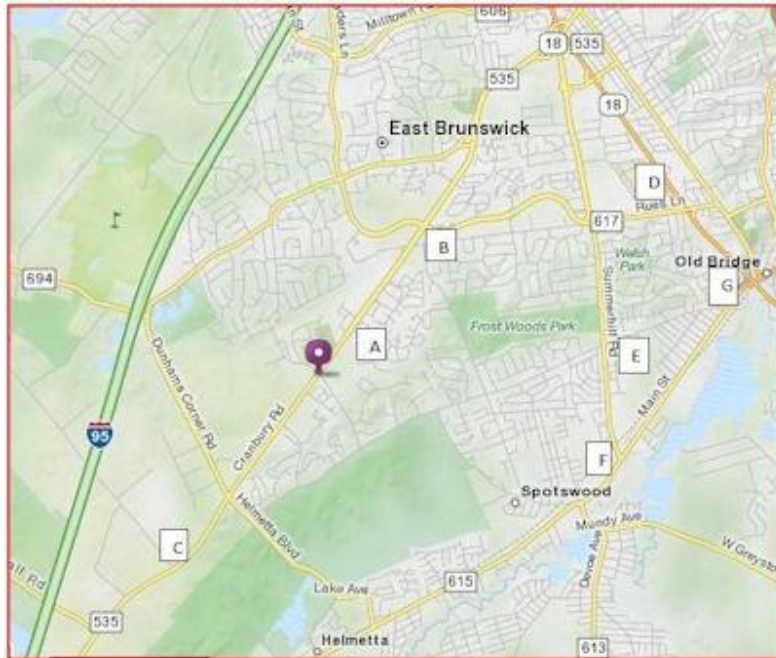 Milltown
606
18
535
535
18
East Brunswick
D
Rues Ln
617
B
Welsh
Park
Old Bridge
694
G
Summerhill Rd
Frost Woods Park
A
E
Dunhams Corner Rd
Main St
95
Cranbury Rd
F
Spotswood
C
Helmetta Blvd
Mundy Ave
Devoe Ave
W Greyst
Lake Ave
615
535
Helmetta
613